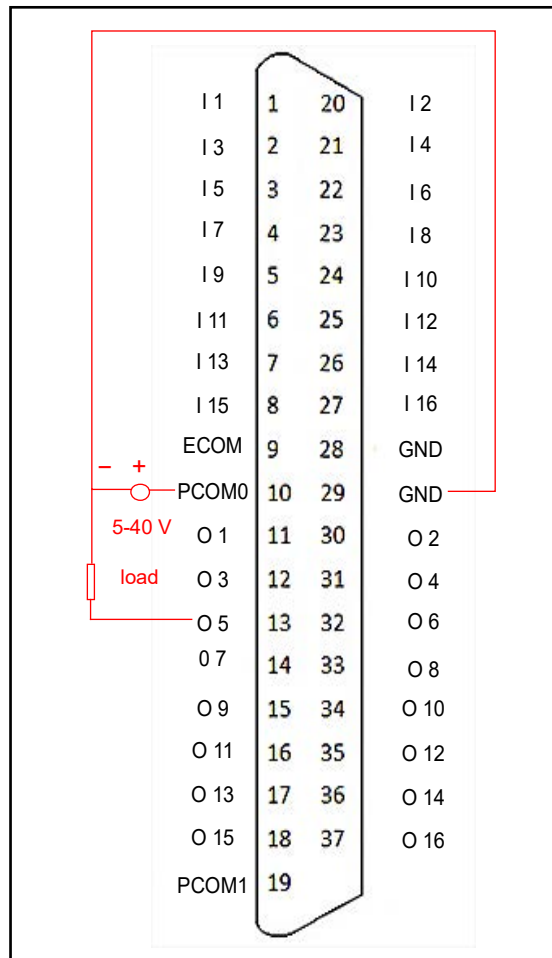 I 1 1 20 I 2
I 3 2 21 I 4
I 5 3 22 I 6
I 7 4 23 I 8
I 9 5 24 I 10
I 11 6 25 I 12
I 13 7 26 I 14
I 15 8 27 I 16
ECOM 9 28 GND
– +
PCOM0 10 29 GND
5-40 V
O 1 11 30 O 2
load
O 3 12 31 O 4
O 5 13 32 O 6
0 7 14 33 O 8
O 9 15 34 O 10
O 11 16 35 O 12
O 13 17 36 O 14
O 15 18 37 O 16
PCOM1 19